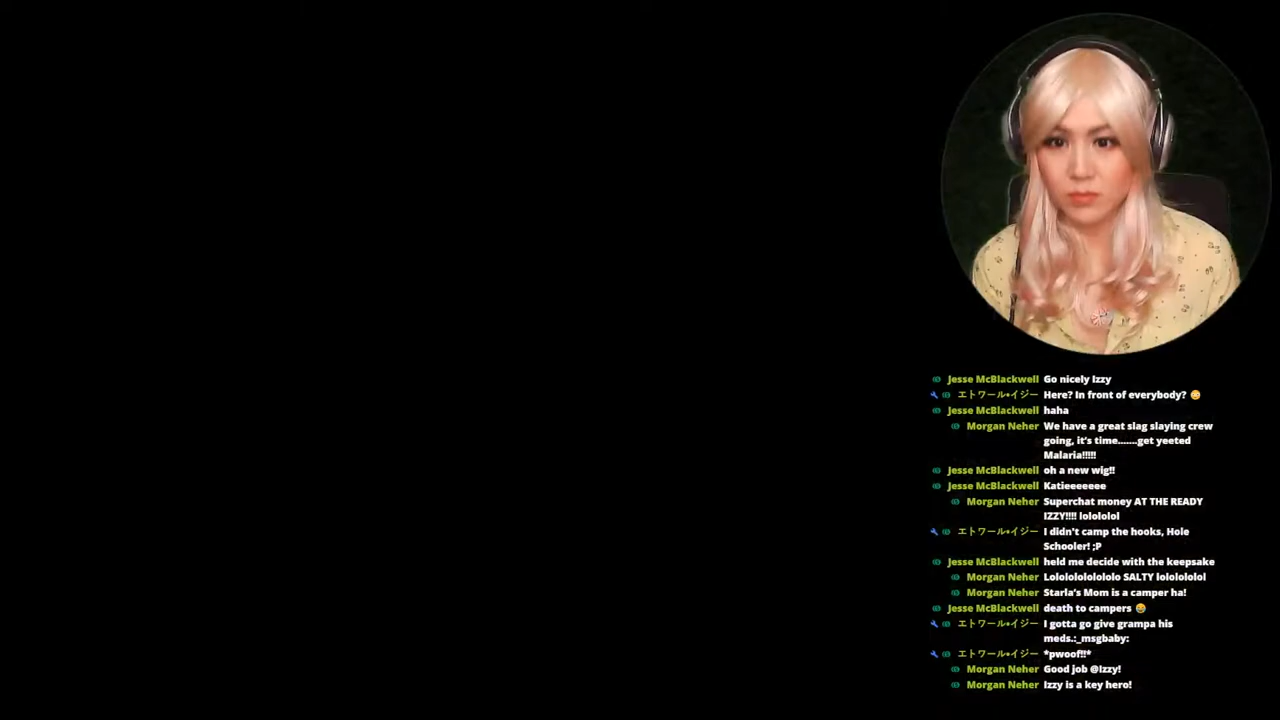 Jesse McBlackwell Go nicely Izzy
エトワール•イジー Here? In front of everybody? 😳
Jesse McBlackwell haha
Morgan Neher We have a great slag slaying crew
going, it's time.......get yeeted
Malaria!!!!!
Jesse McBlackwell oh a new wig!!
Jesse McBlackwell Katieeeeeee
Morgan Neher Superchat money AT THE READY
IZZY!!!! lolololol
エトワール•イジー I didn't camp the hooks, Hole
Schooler! ;P
Jesse McBlackwell held me decide with the keepsake
Morgan Neher Lolololololololo SALTY lolololololol
Morgan Neher Starla's Mom is a camper ha!
Jesse McBlackwell death to campers 😂
エトワール•イジー I gotta go give grampa his
meds.:_msgbaby:
エトワール•イジー *pwoof!!*
Morgan Neher Good job @Izzy!
Morgan Neher Izzy is a key hero!